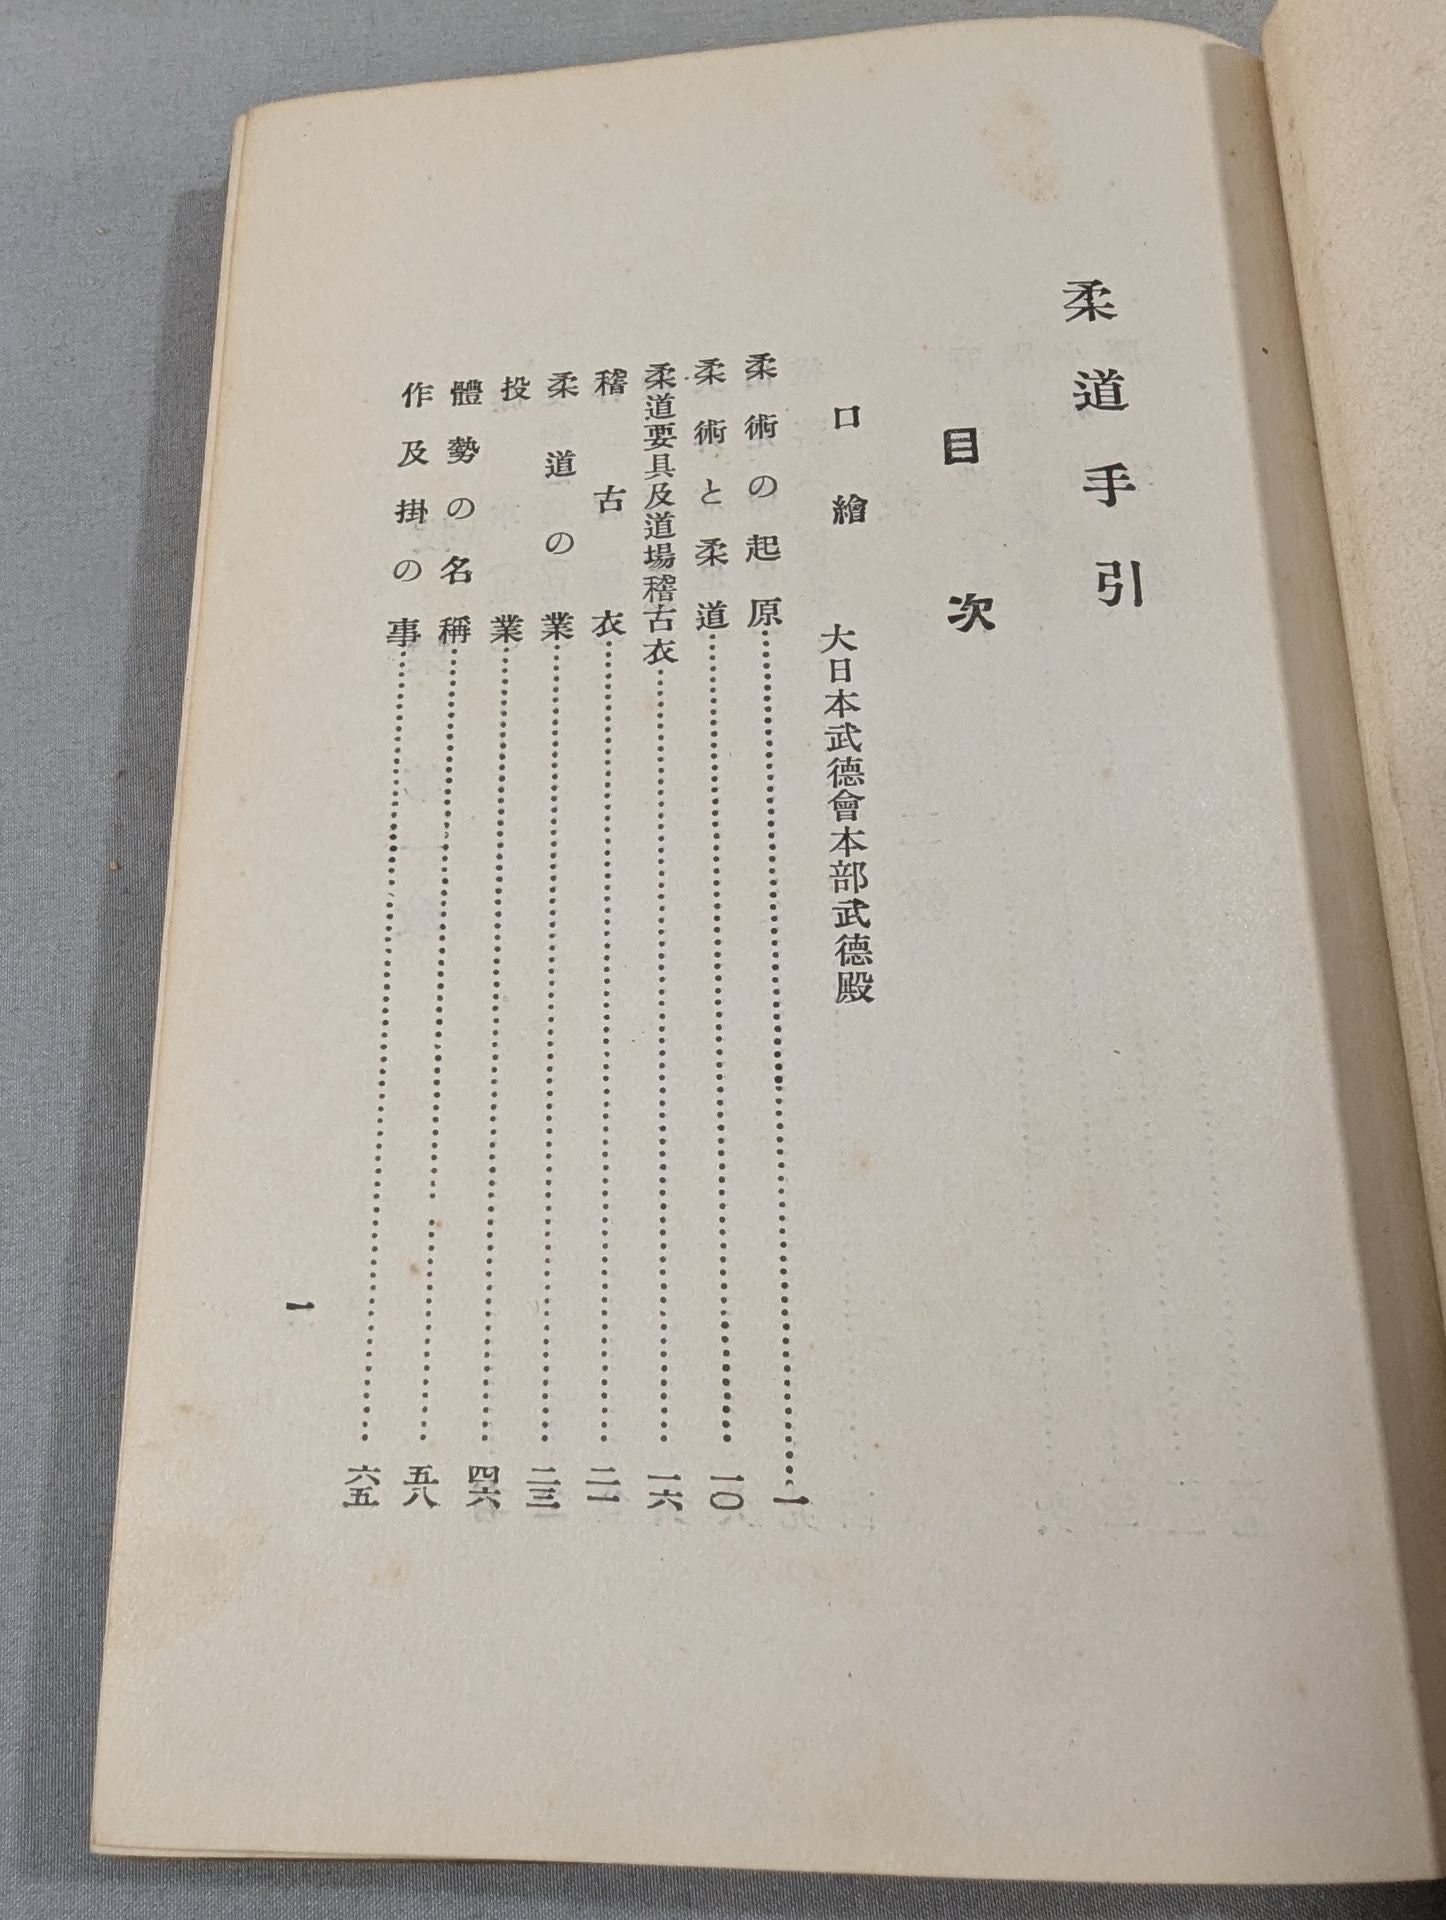 柔道手引
目次
口繪 大日本武德會本部武德殿
柔術の起原……一
柔術と柔道……一〇
柔道要具及道場稽古衣……一六
稽古衣……二一
柔道の業……二三
投業……四六
體勢の名稱……五八
作及掛の事……六五
一